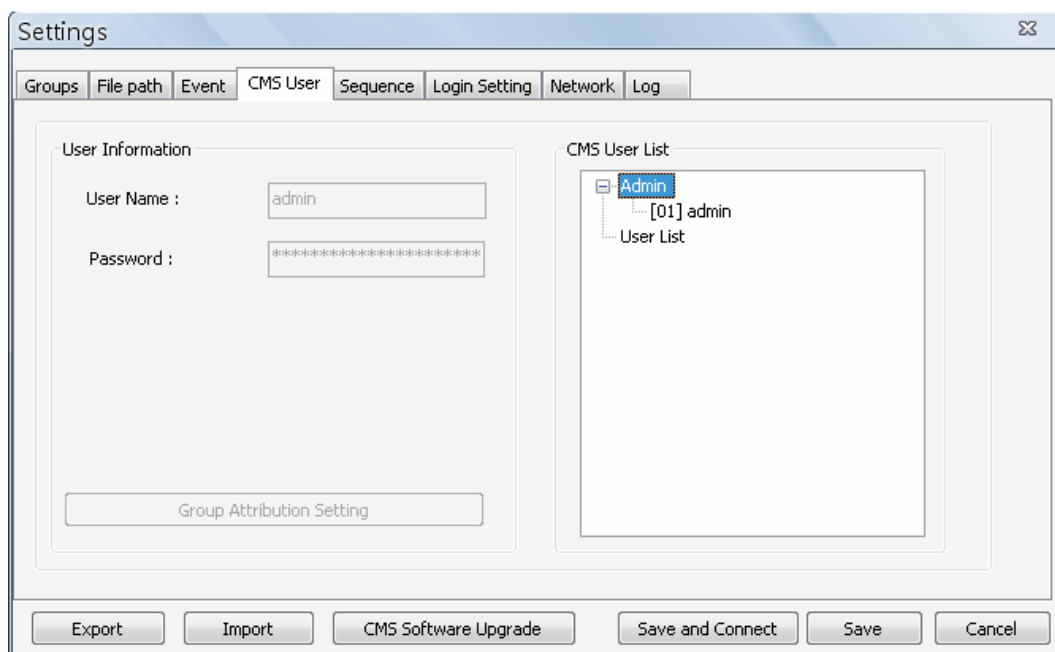 Settings
Groups File path Event CMS User Sequence Login Setting Network Log
User Information
User Name :
admin
Password :
**********************
Group Attribution Setting
CMS User List
Admin
[01] admin
User List
Export Import CMS Software Upgrade Save and Connect Save Cancel